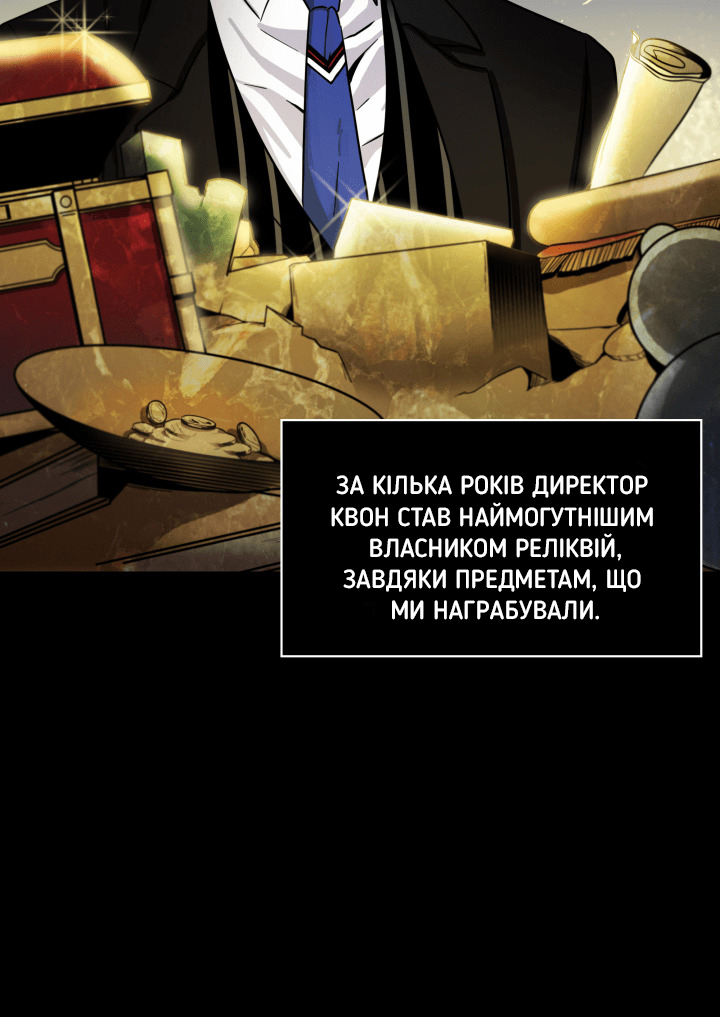 ЗА КІЛЬКА РОКІВ ДИРЕКТОР
КВОН СТАВ НАЙМОГУТНІШИМ
ВЛАСНИКОМ РЕЛІКВІЙ,
ЗАВДЯКИ ПРЕДМЕТАМ, ЩО
МИ НАГРАБУВАЛИ.